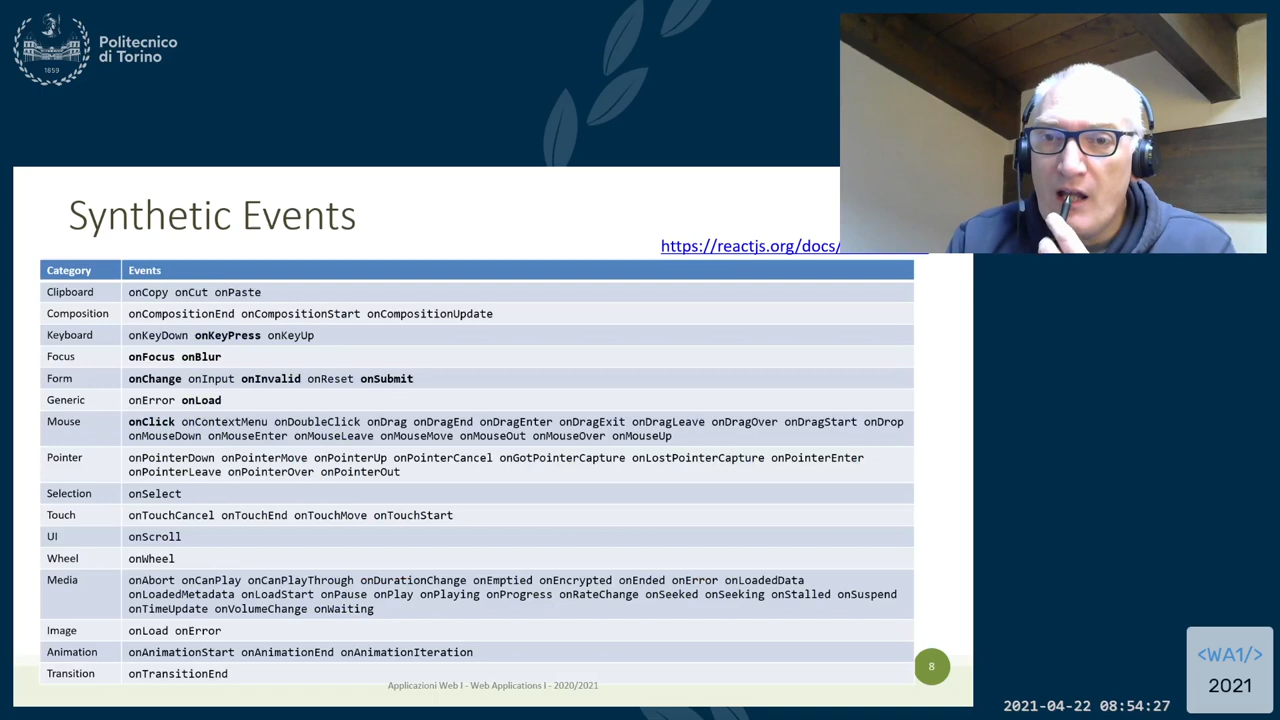 Politecnico
di Torino
1859
Synthetic Events
https://reactjs.org/docs/
Category Events
Clipboard onCopy onCut onPaste
Composition onCompositionEnd onCompositionStart onCompositionUpdate
Keyboard onKeyDown onKeyPress onKeyUp
Focus onFocus onBlur
Form onChange onInput onInvalid onReset onSubmit
Generic onError onLoad
Mouse onClick onContextMenu onDoubleClick onDrag onDragEnd onDragEnter onDragExit onDragLeave onDragOver onDragStart onDrop
onMouseDown onMouseEnter onMouseLeave onMouseMove onMouseOut onMouseOver onMouseUp
Pointer onPointerDown onPointerMove onPointerUp onPointerCancel onGotPointerCapture onLostPointerCapture onPointerEnter
onPointerLeave onPointerOver onPointerOut
Selection onSelect
Touch onTouchCancel onTouchEnd onTouchMove onTouchStart
UI onScroll
Wheel onWheel
Media onAbort onCanPlay onCanPlayThrough onDurationChange onEmptied onEncrypted onEnded onError onLoadedData
onLoadedMetadata onLoadStart onPause onPlay onPlaying onProgress onRateChange onSeeked onSeeking onStalled onSuspend
onTimeUpdate onVolumeChange onWaiting
Image onLoad onError
Animation onAnimationStart onAnimationEnd onAnimationIteration
Transition onTransitionEnd
Applicazioni Web I - Web Applications I - 2020/2021
8
<WA1/>
2021
2021-04-22 08:54:27